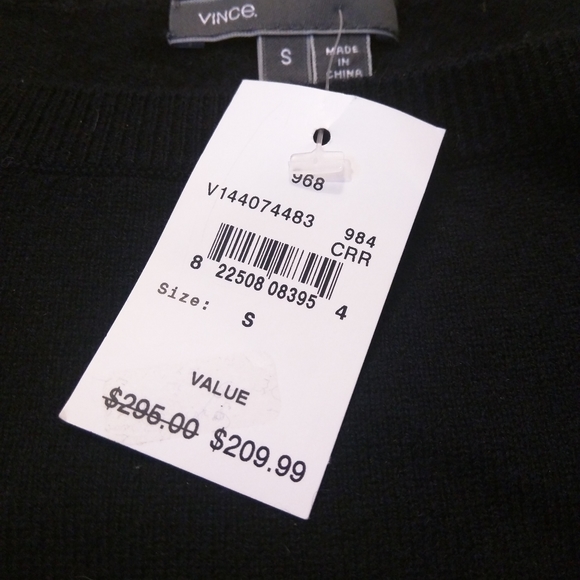 VINCE.
S
MADE
IN
CHINA
968
V144074483
984
CRR
8 22508 08395 4
Size: S
VALUE
$295.00 $209.99